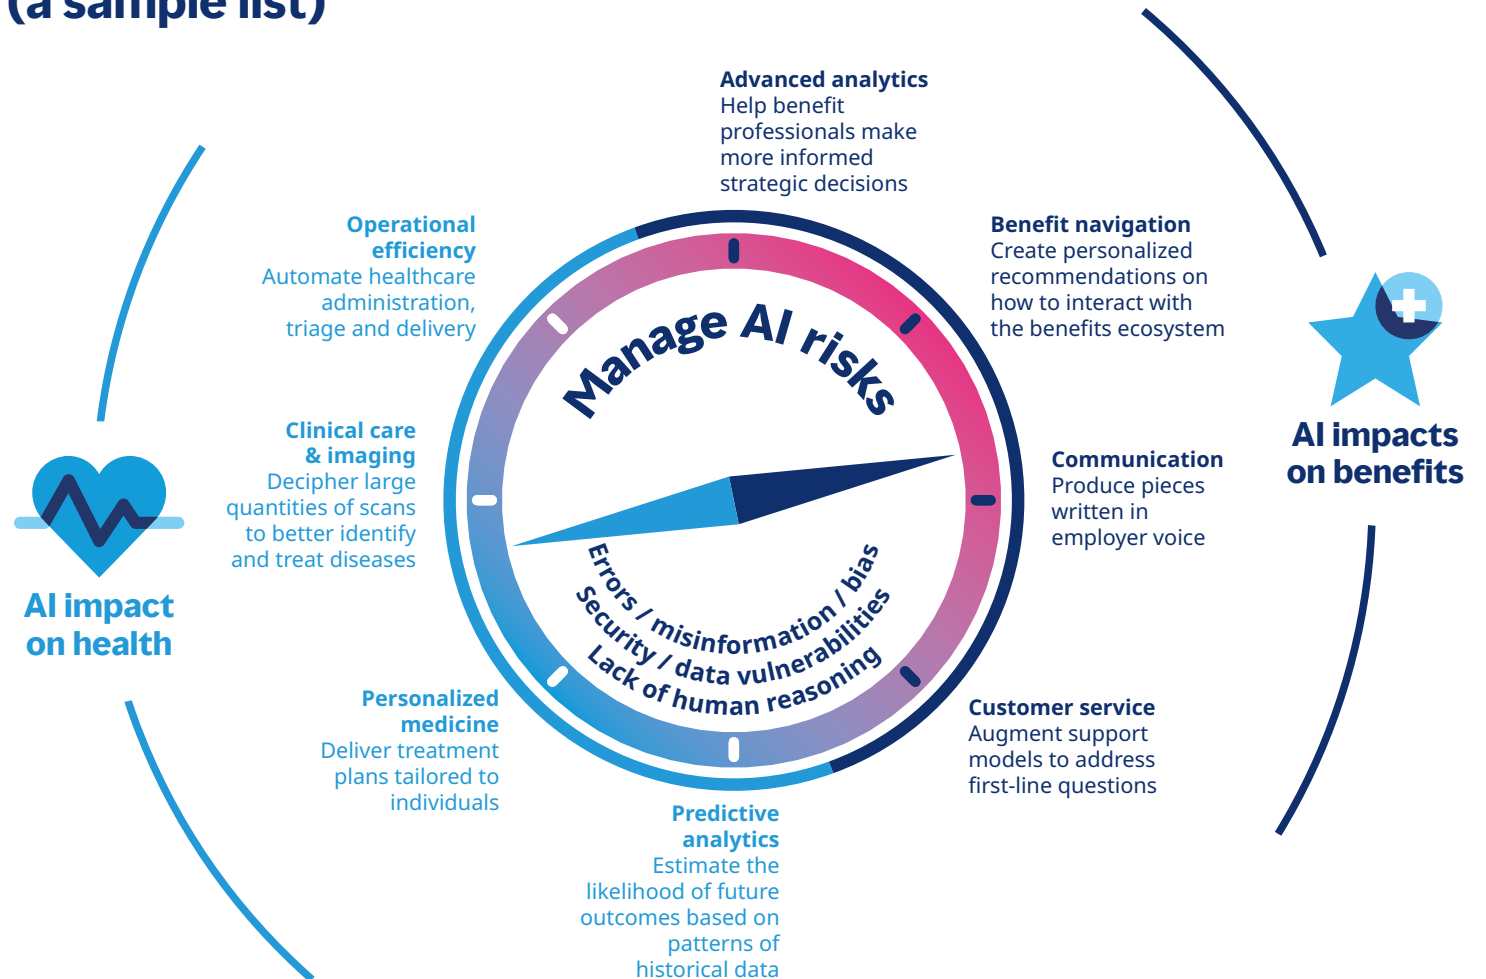 (a sample list)
Advanced analytics
Help benefit
professionals make
more informed
strategic decisions
Operational
efficiency
Automate healthcare
administration,
triage and delivery
Benefit navigation
Create personalized
recommendations on
how to interact with
the benefits ecosystem
Manage AI risks
Clinical care
& imaging
Decipher large
quantities of scans
to better identify
and treat diseases
AI impacts
on benefits
Communication
Produce pieces
written in
employer voice
Errors / misinformation / bias
Security / data vulnerabilities
Lack of human reasoning
AI impact
on health
Personalized
medicine
Deliver treatment
plans tailored to
individuals
Customer service
Augment support
models to address
first-line questions
Predictive
analytics
Estimate the
likelihood of future
outcomes based on
patterns of
historical data